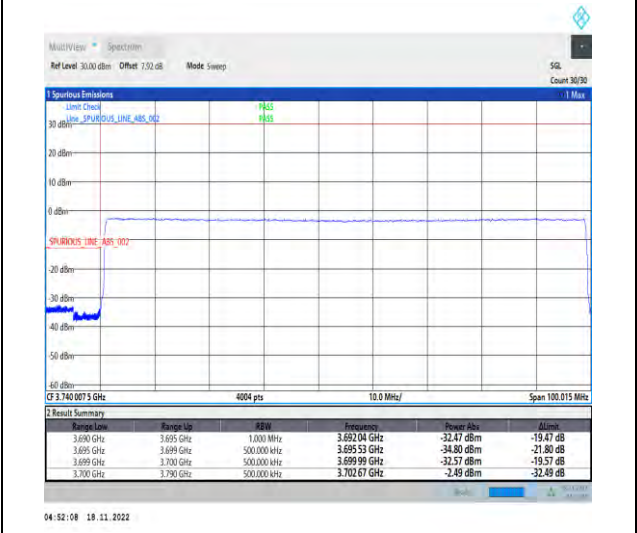 MultiView Spectrum
Ref Level 30.00 dBm Offset 7.92 dB Mode Sweep SGL
Count 30/30
1 Spurious Emissions 1 Max
Limit Check PASS
Line _SPURIOUS_LINE_ABS_002 PASS
30 dBm
20 dBm
10 dBm
0 dBm
_SPURIOUS_LINE_ABS_002
-20 dBm
-30 dBm
-40 dBm
-50 dBm
-60 dBm
CF 3.740 007 5 GHz 4004 pts 10.0 MHz/ Span 100.015 MHz
2 Result Summary
Range Low Range Up RBW Frequency Power Abs ΔLimit
3.690 GHz 3.695 GHz 1.000 MHz 3.692 04 GHz -32.47 dBm -19.47 dB
3.695 GHz 3.699 GHz 500.000 kHz 3.695 53 GHz -34.80 dBm -21.80 dB
3.699 GHz 3.700 GHz 500.000 kHz 3.699 99 GHz -32.57 dBm -19.57 dB
3.700 GHz 3.790 GHz 500.000 kHz 3.702 67 GHz -2.49 dBm -32.49 dB
04:52:08 18.11.2022